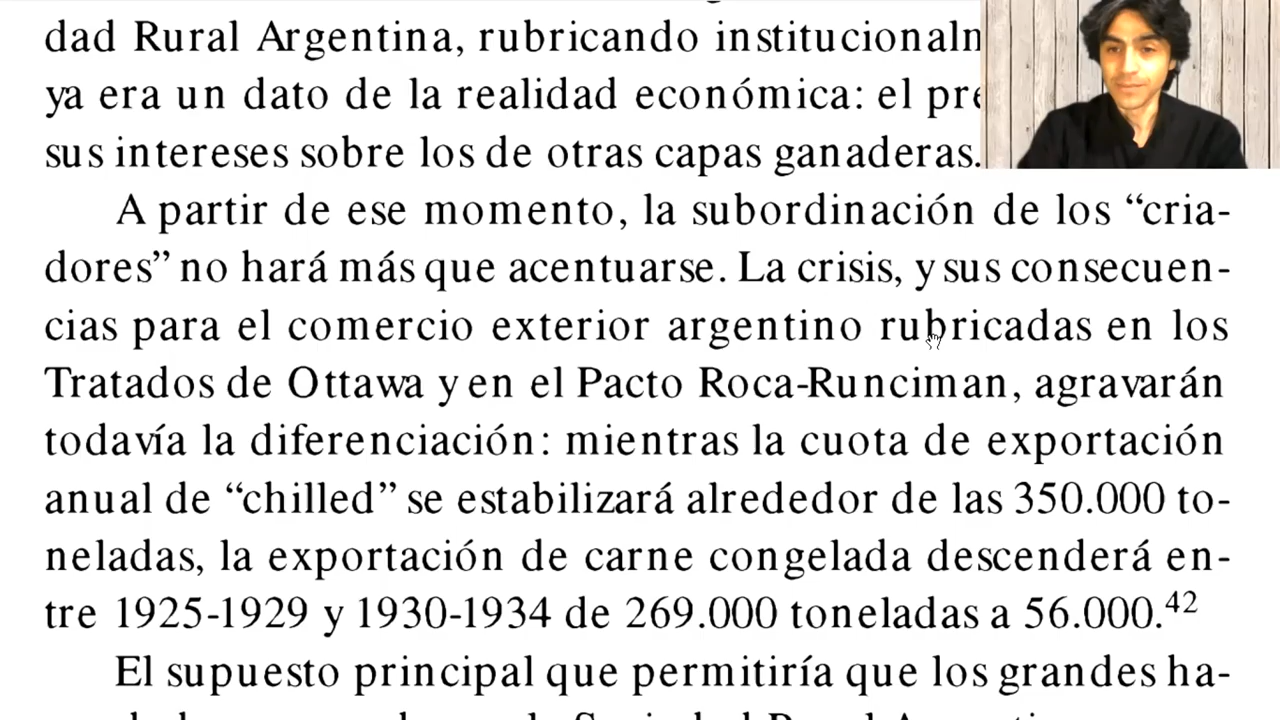 dad Rural Argentina, rubricando
ya era un dato de la realidad económica: el
sus intereses sobre los de otras capas ganaderas.
A partir de ese momento, la subordinación de los “cria-
dores” no hará más que acentuarse. La crisis, y sus consecuen-
cias para el comercio exterior argentino rubricadas en los
Tratados de Ottawa y en el Pacto Roca-Runciman, agravarán
todavía la diferenciación: mientras la cuota de exportación
anual de “chilled” se estabilizará alrededor de las 350.000 to-
neladas, la exportación de carne congelada descenderá en-
tre 1925-1929 y 1930-1934 de 269.000 toneladas a 56.000.42
El supuesto principal que permitiría que los grandes ha-